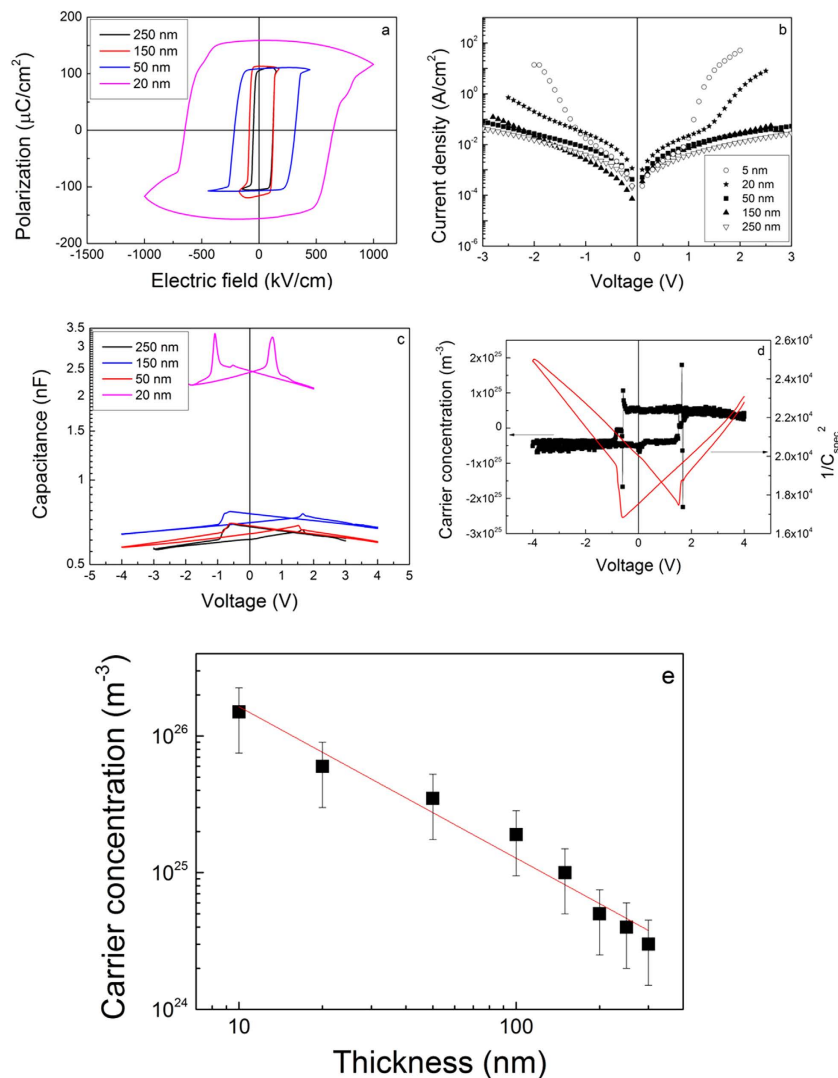 a
250 nm
150 nm
50 nm
20 nm
200
100
0
-100
-200
-1500 -1000 -500 0 500 1000
Polarization (μC/cm²)
Electric field (kV/cm)
b
10²
10⁰
10⁻²
10⁻⁴
10⁻⁶
5 nm
20 nm
50 nm
150 nm
250 nm
-3 -2 -1 0 1 2 3
Current density (A/cm²)
Voltage (V)
c
250 nm
150 nm
50 nm
20 nm
3.5
3
2.5
2
1.5
1
0.5
-5 -4 -3 -2 -1 0 1 2 3 4 5
Capacitance (nF)
Voltage (V)
d
2x10²⁵
1x10²⁵
0
-1x10²⁵
-2x10²⁵
-3x10²⁵
2.6x10⁴
2.4x10⁴
2.2x10⁴
2.0x10⁴
1.8x10⁴
1.6x10⁴
-4 -2 0 2 4
Carrier concentration (m⁻³)
1/C_spec²
Voltage (V)
e
10²⁶
10²⁵
10²⁴
10 100
Carrier concentration (m⁻³)
Thickness (nm)